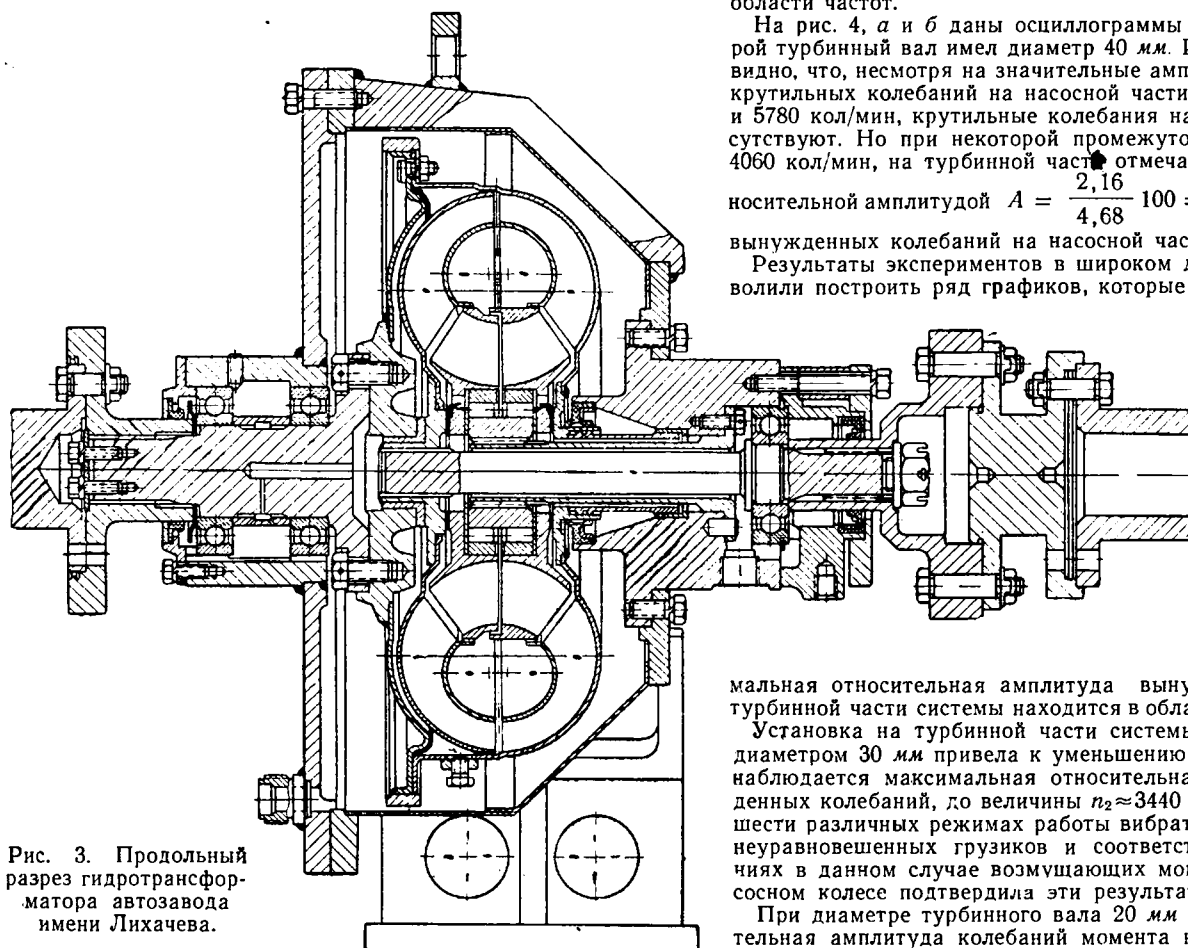 области частот.
На рис. 4, а и б даны осциллограммы
рой турбинный вал имел диаметр 40 мм.
видно, что, несмотря на значительные амп
крутильных колебаний на насосной части
и 5780 кол/мин, крутильные колебания на
сутствуют. Но при некоторой промежуто
4060 кол/мин, на турбинной части отмеча
носительной амплитудой A = 2,16/4,68 100 =
вынужденных колебаний на насосной час
Результаты экспериментов в широком д
волили построить ряд графиков, которые
мальная относительная амплитуда выну
турбинной части системы находится в обла
Установка на турбинной части системы
диаметром 30 мм привела к уменьшению
наблюдается максимальная относительна
денных колебаний, до величины n₂≈3440
шести различных режимах работы вибрат
неуравновешенных грузиков и соответст
ниях в данном случае возмущающих мом
сосном колесе подтвердила эти результа
При диаметре турбинного вала 20 мм
тельная амплитуда колебаний момента н
Рис. 3. Продольный
разрез гидротрансфор-
матора автозавода
имени Лихачева.